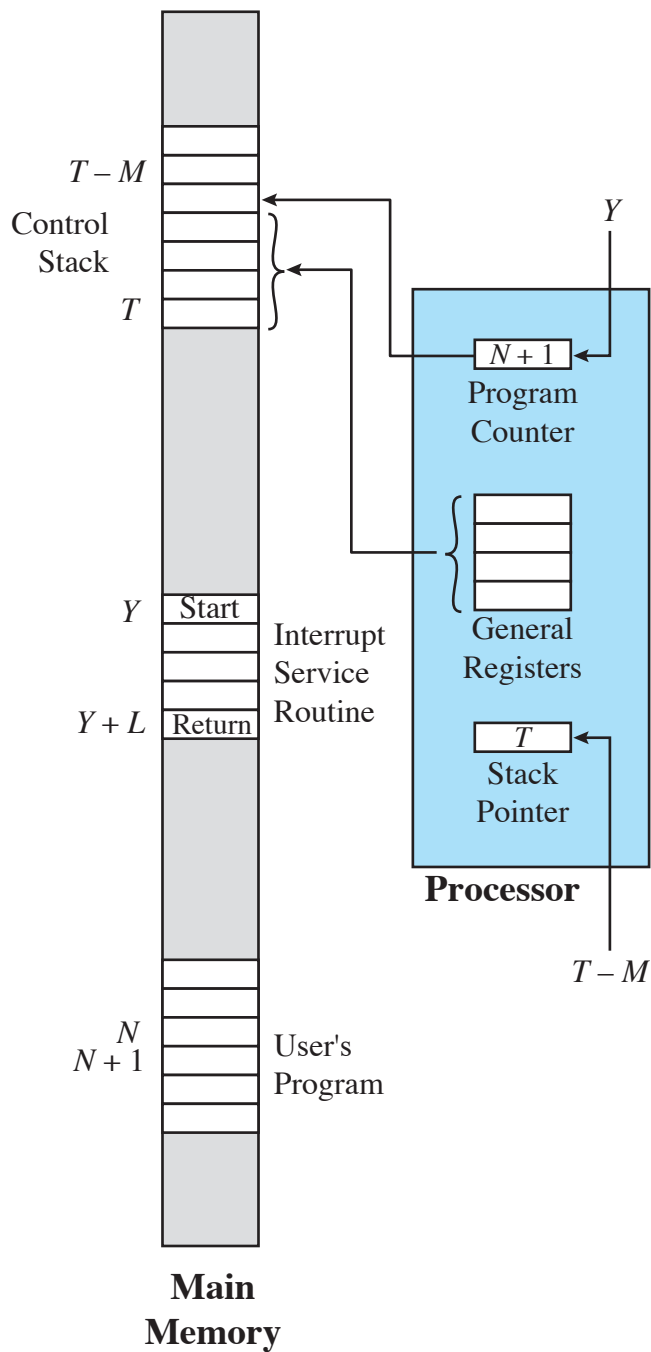 T – M
Control
Stack
T
Y
Start
Interrupt
Service
Routine
Y + L
Return
N
N + 1
User's
Program
Main
Memory
Y
N + 1
Program
Counter
General
Registers
T
Stack
Pointer
Processor
T – M